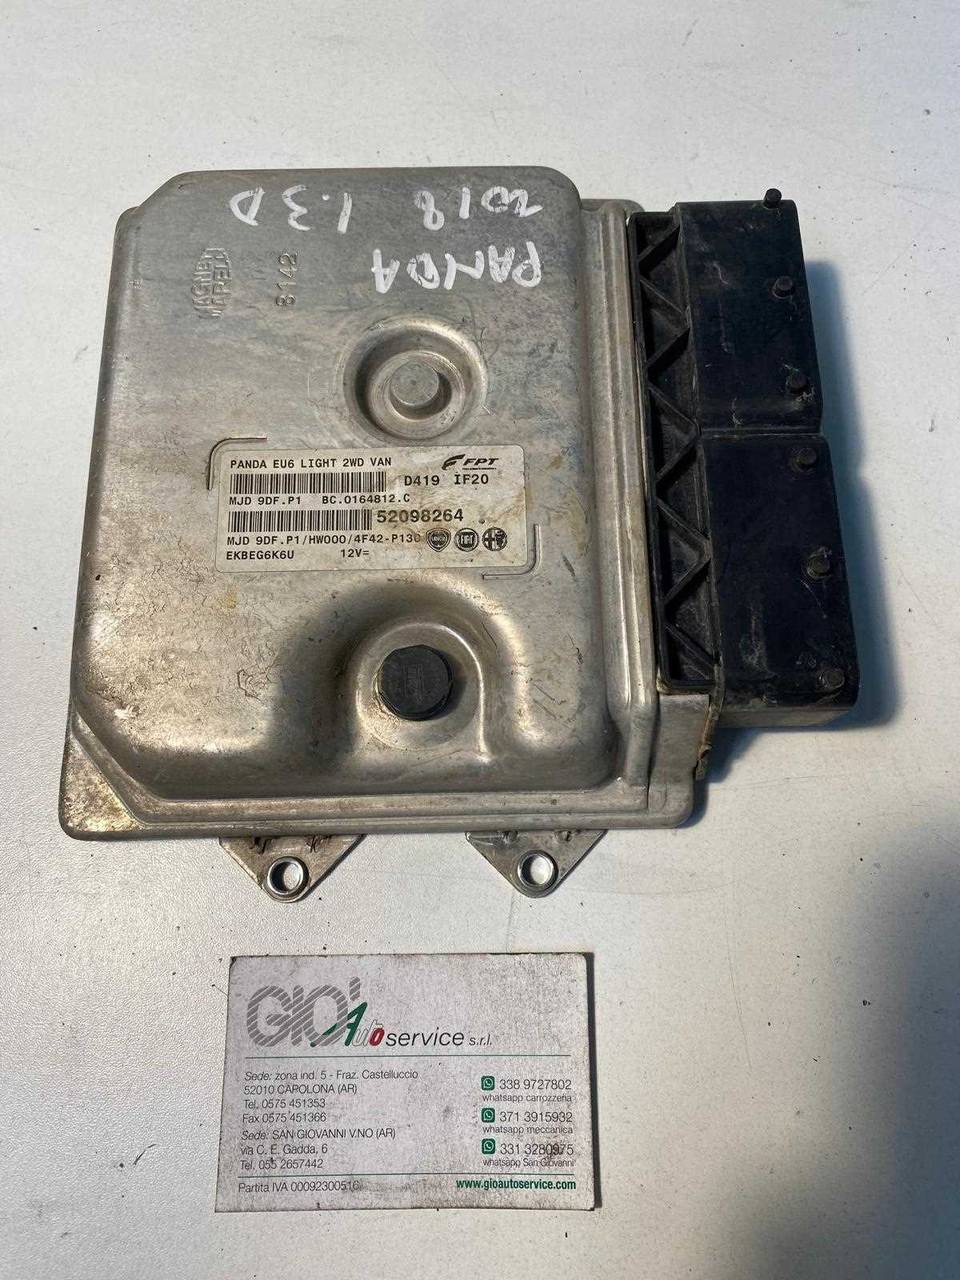 PANDA
2018 1.3 D
MAGNETI
MARELLI
8142
PANDA EU6 LIGHT 2WD VAN
FPT
D419 IF20
MJD 9DF.P1 BC.0164812.C
52098264
MJD 9DF.P1/HW000/4F42-P130
LANCIA FIAT
EKBEG6K6U 12V=
GIO' Auto service s.r.l.
Sede: zona ind. 5 - Fraz. Castelluccio
52010 CAPOLONA (AR)
Tel. 0575 451353
Fax 0575 451366
Sede: SAN GIOVANNI V.NO (AR)
via C. E. Gadda, 6
Tel. 055 2657442
Partita IVA 00092300516
338 9727802
whatsapp carrozzeria
371 3915932
whatsapp meccanica
331 3280975
whatsapp San Giovanni
www.gioautoservice.com